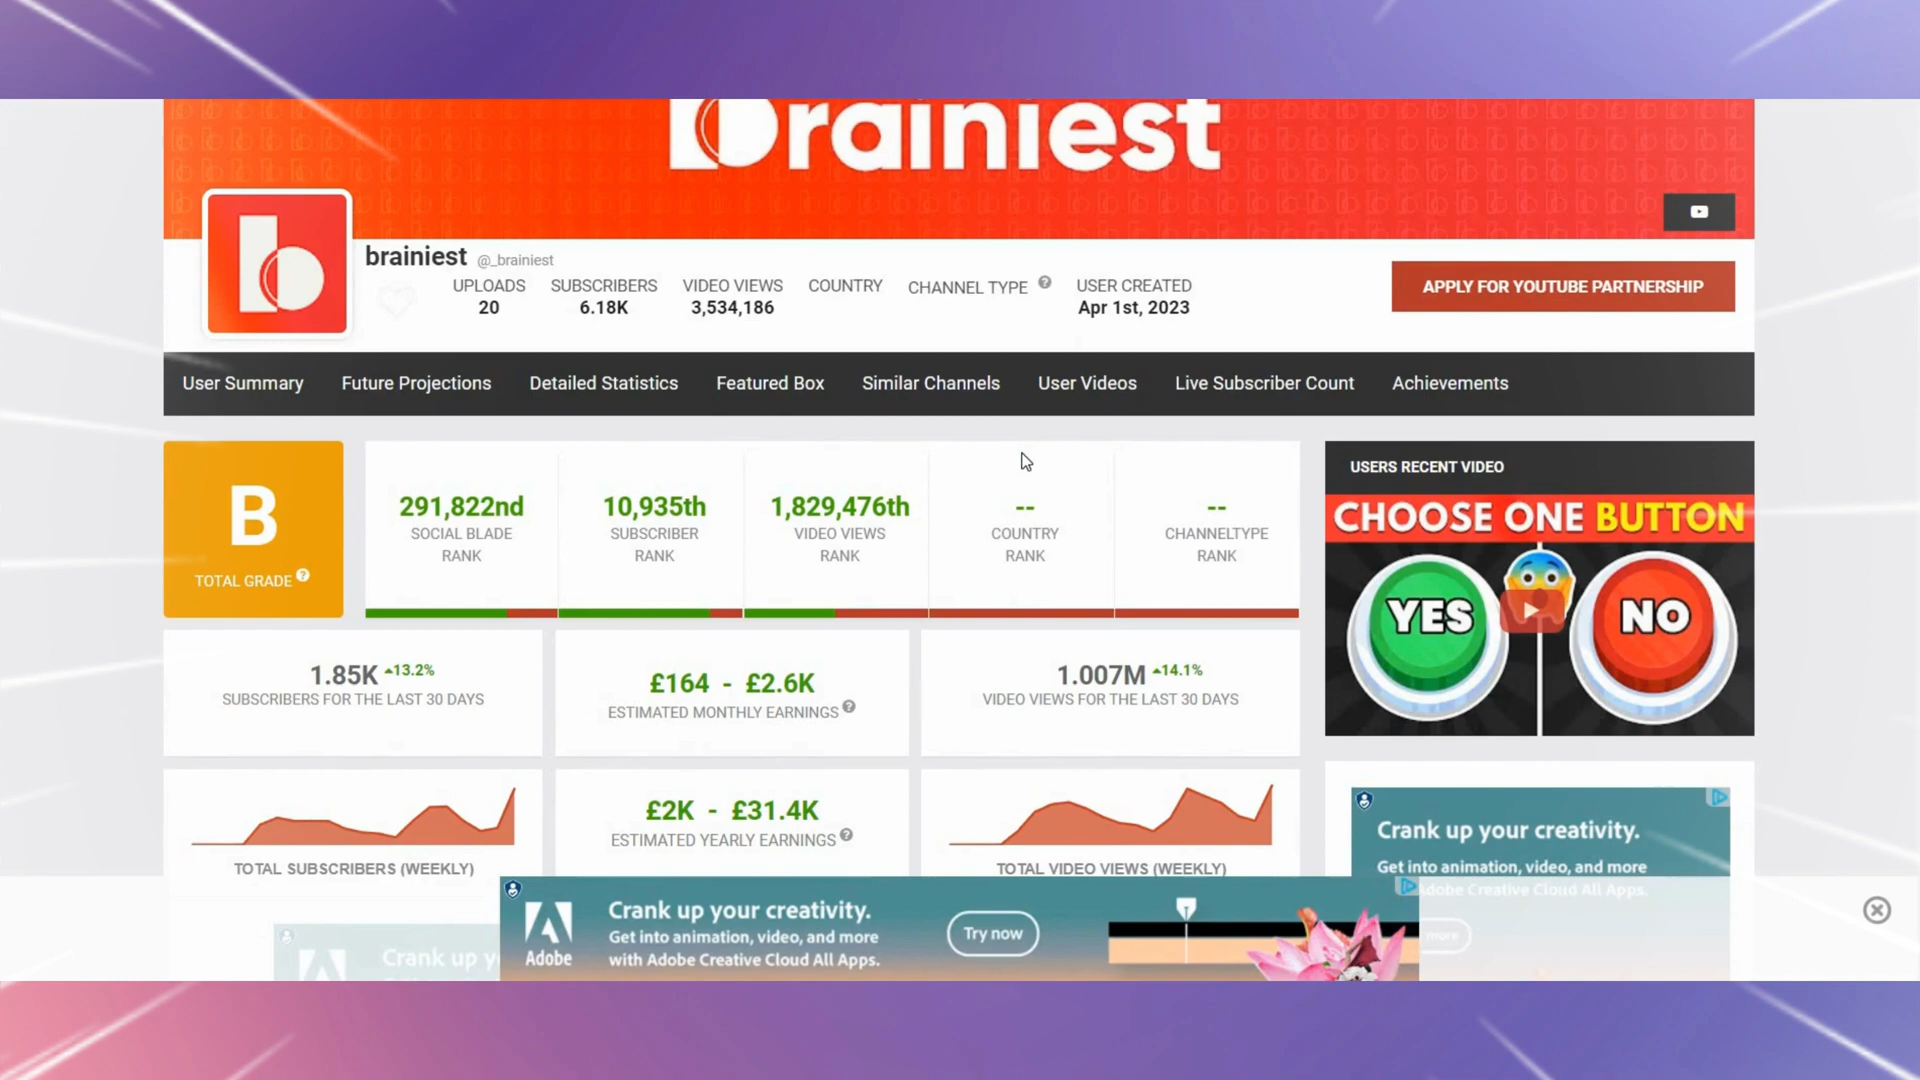 brainiest
brainiest @_brainiest
UPLOADS
20
SUBSCRIBERS
6.18K
VIDEO VIEWS
3,534,186
COUNTRY
CHANNEL TYPE
USER CREATED
Apr 1st, 2023
APPLY FOR YOUTUBE PARTNERSHIP
User Summary
Future Projections
Detailed Statistics
Featured Box
Similar Channels
User Videos
Live Subscriber Count
Achievements
B
TOTAL GRADE
291,822nd
SOCIAL BLADE
RANK
10,935th
SUBSCRIBER
RANK
1,829,476th
VIDEO VIEWS
RANK
--
COUNTRY
RANK
--
CHANNELTYPE
RANK
USERS RECENT VIDEO
CHOOSE ONE BUTTON
YES
NO
1.85K 13.2%
SUBSCRIBERS FOR THE LAST 30 DAYS
£164 - £2.6K
ESTIMATED MONTHLY EARNINGS
1.007M 14.1%
VIDEO VIEWS FOR THE LAST 30 DAYS
TOTAL SUBSCRIBERS (WEEKLY)
£2K - £31.4K
ESTIMATED YEARLY EARNINGS
TOTAL VIDEO VIEWS (WEEKLY)
Crank up your creativity.
Get into animation, video, and more
Adobe Creative Cloud All Apps.
Crank up y
Adobe
Crank up your creativity.
Get into animation, video, and more
with Adobe Creative Cloud All Apps.
Try now